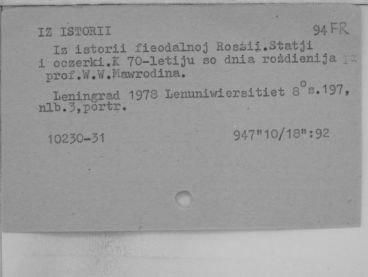 IZ ISTORII 94 FR
Iz istorii fieodalnoj Rossii.Statji
i oczerki.K 70-letiju so dnia rożdienija
prof.W.W.Mawrodina.
Leningrad 1978 Lenuniwiersitiet 8° s.197,
nlb.3,portr.
10230-31 947"10/18":92